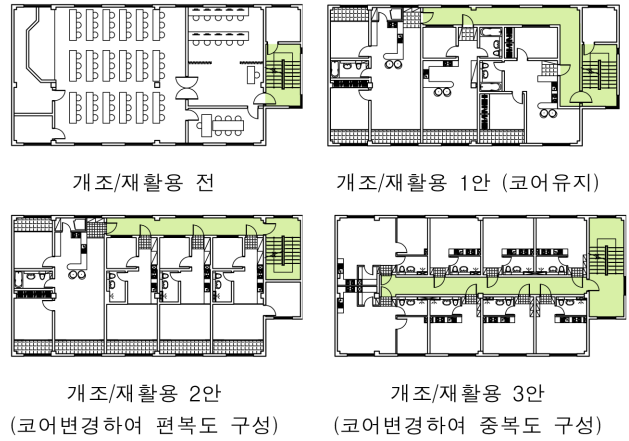 개조/재활용 전
개조/재활용 1안 (코어유지)
개조/재활용 2안
(코어변경하여 편복도 구성)
개조/재활용 3안
(코어변경하여 중복도 구성)